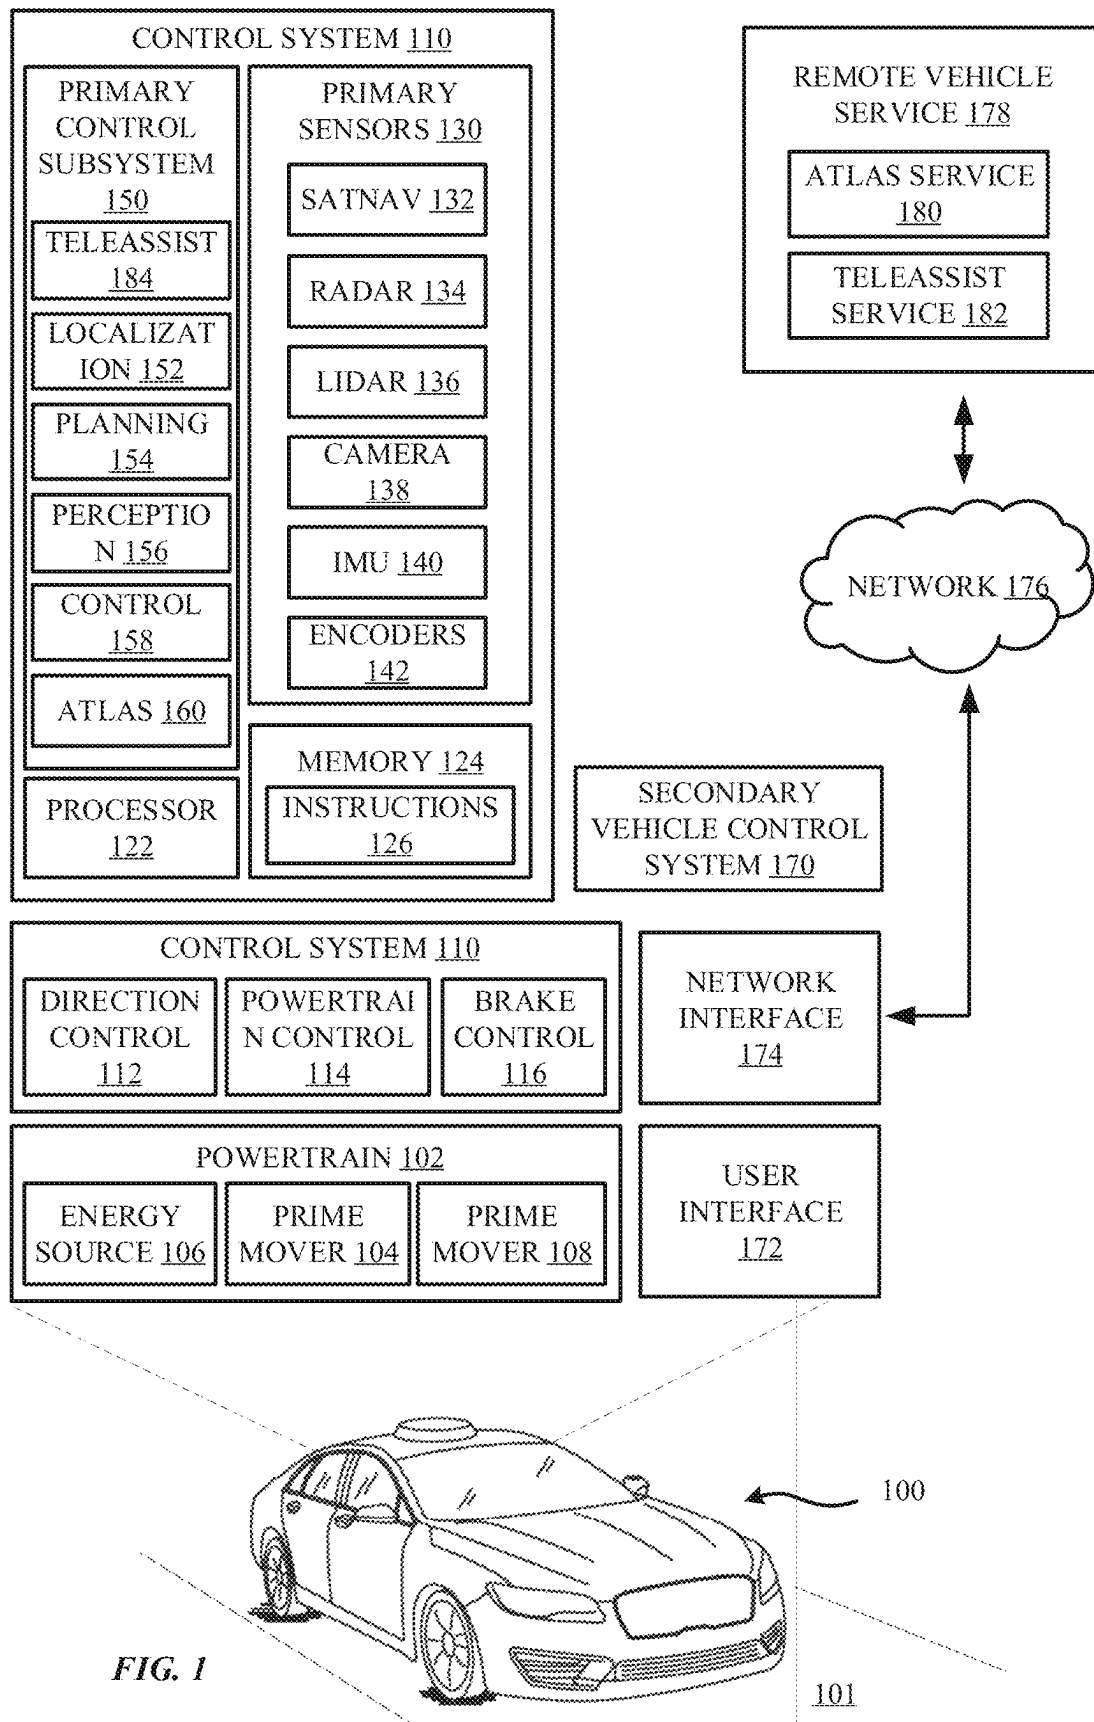 CONTROL SYSTEM 110
PRIMARY
CONTROL
SUBSYSTEM
150
TELEASSIST
184
LOCALIZAT
ION 152
PLANNING
154
PERCEPTIO
N 156
CONTROL
158
ATLAS 160
PROCESSOR
122
PRIMARY
SENSORS 130
SATNAV 132
RADAR 134
LIDAR 136
CAMERA
138
IMU 140
ENCODERS
142
MEMORY 124
INSTRUCTIONS
126
REMOTE VEHICLE
SERVICE 178
ATLAS SERVICE
180
TELEASSIST
SERVICE 182
NETWORK 176
SECONDARY
VEHICLE CONTROL
SYSTEM 170
CONTROL SYSTEM 110
DIRECTION
CONTROL
112
POWERTRAI
N CONTROL
114
BRAKE
CONTROL
116
NETWORK
INTERFACE
174
POWERTRAIN 102
ENERGY
SOURCE 106
PRIME
MOVER 104
PRIME
MOVER 108
USER
INTERFACE
172
100
FIG. 1
101